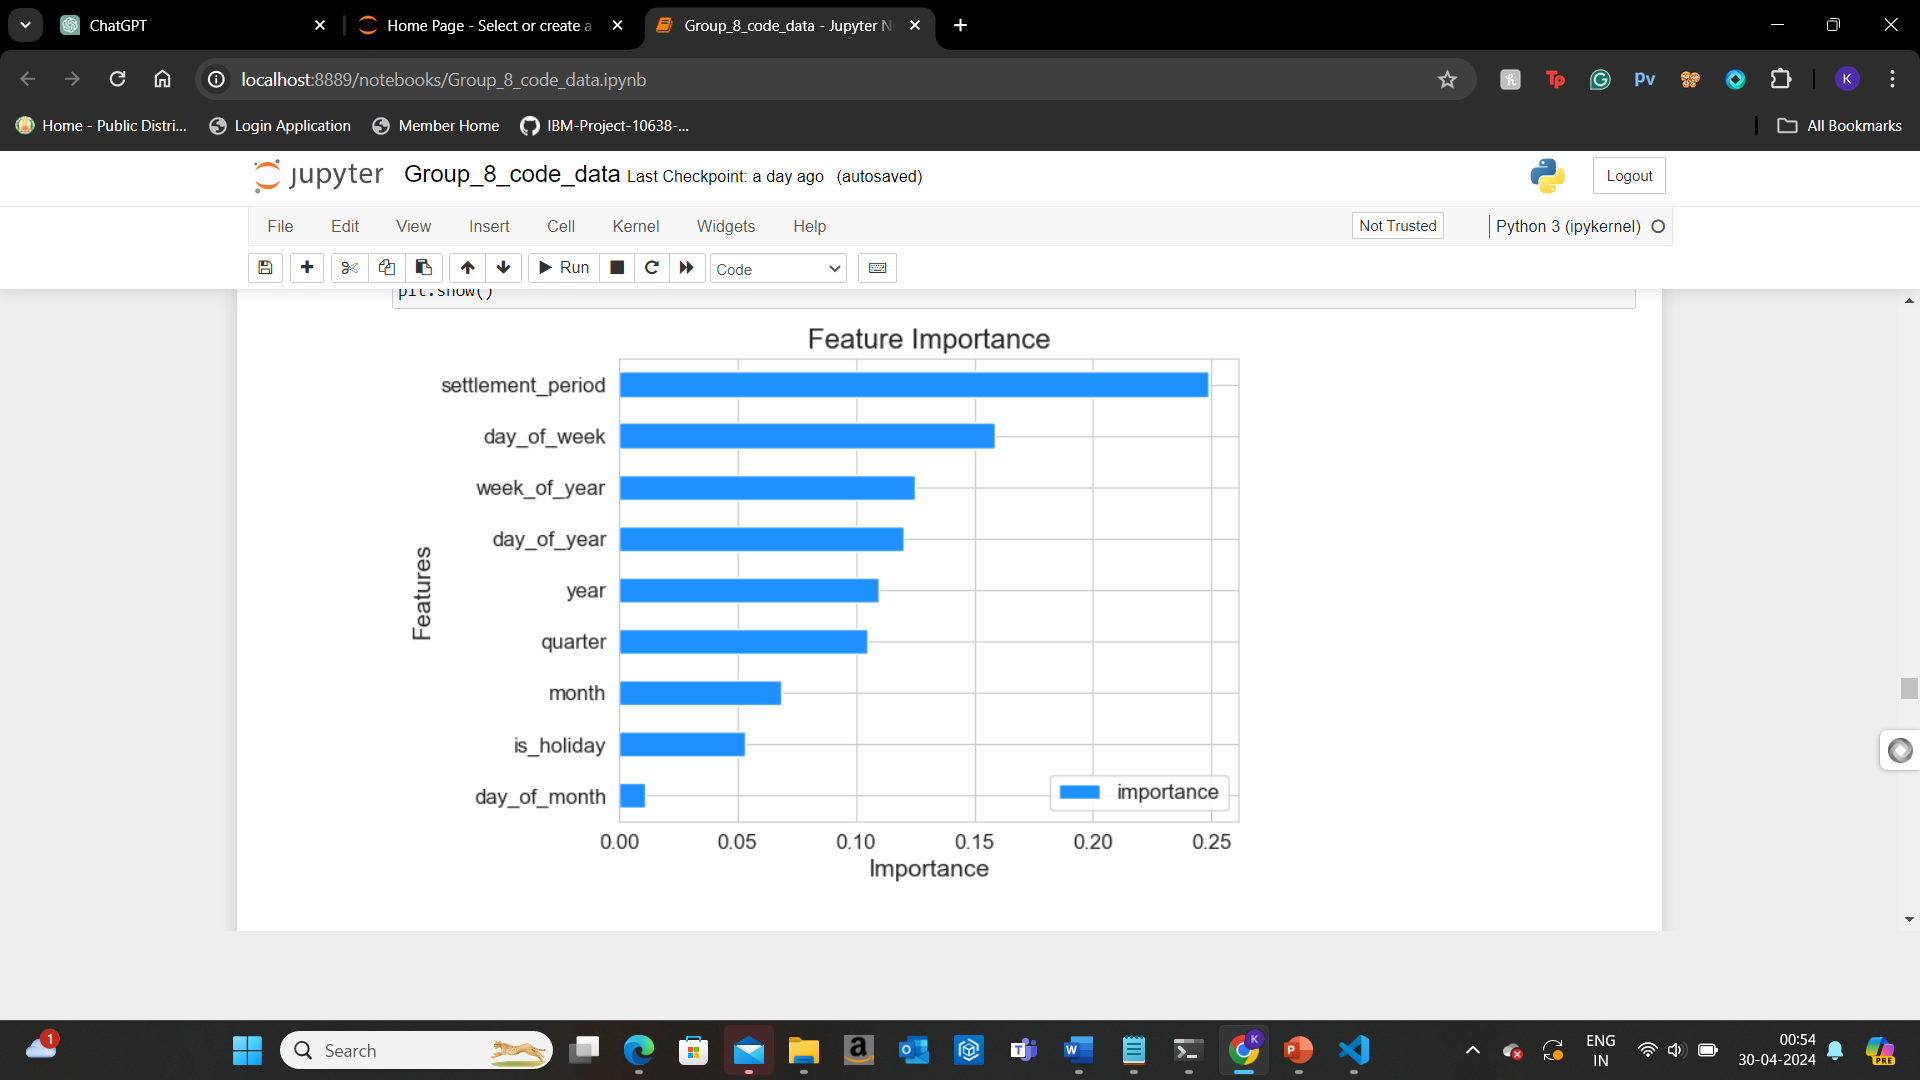 ChatGPT
Home Page - Select or create a
Group_8_code_data - Jupyter N
localhost:8889/notebooks/Group_8_code_data.ipynb
Tp
pv
K
Home - Public Distri...
Login Application
Member Home
IBM-Project-10638-...
All Bookmarks
jupyter
Group_8_code_data
Last Checkpoint: a day ago (autosaved)
Logout
File
Edit
View
Insert
Cell
Kernel
Widgets
Help
Not Trusted
Python 3 (ipykernel)
Run
Code
plt.show()
Feature Importance
settlement_period
day_of_week
week_of_year
day_of_year
year
quarter
month
is_holiday
day_of_month
Features
importance
0.00
0.05
0.10
0.15
0.20
0.25
Importance
1
Search
K
ENG
IN
00:54
30-04-2024
PRE